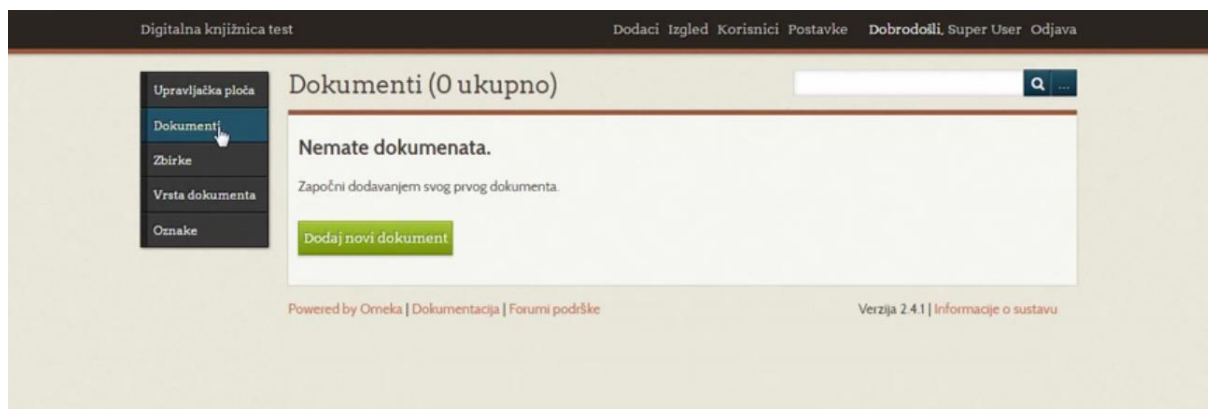 Digitalna knjižnica test
Dodaci Izgled Korisnici Postavke Dobrodošli, Super User Odjava
Upravljačka ploča
Dokumenti
Zbirke
Vrsta dokumenta
Oznake
Dokumenti (0 ukupno)
...
Nemate dokumenata.
Započni dodavanjem svog prvog dokumenta.
Dodaj novi dokument
Powered by Omeka | Dokumentacija | Forumi podrške
Verzija 2.4.1 | Informacije o sustavu